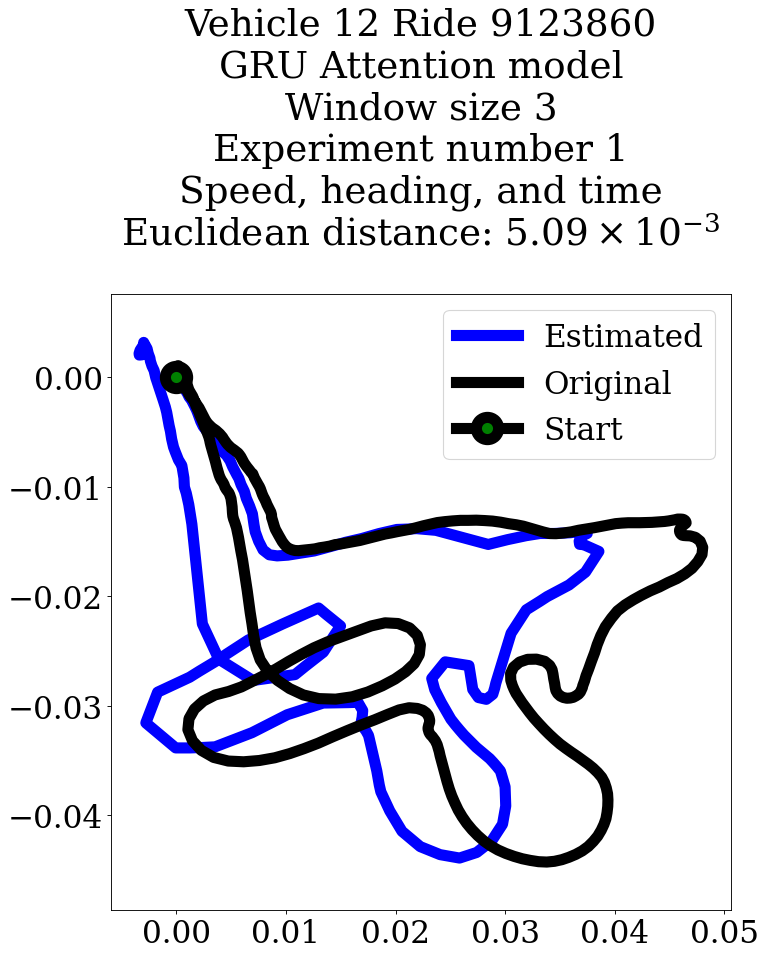 Vehicle 12 Ride 9123860
GRU Attention model
Window size 3
Experiment number 1
Speed, heading, and time
Euclidean distance: 5.09 × 10⁻³
Estimated
Original
Start
0.00
−0.01
−0.02
−0.03
−0.04
0.00 0.01 0.02 0.03 0.04 0.05